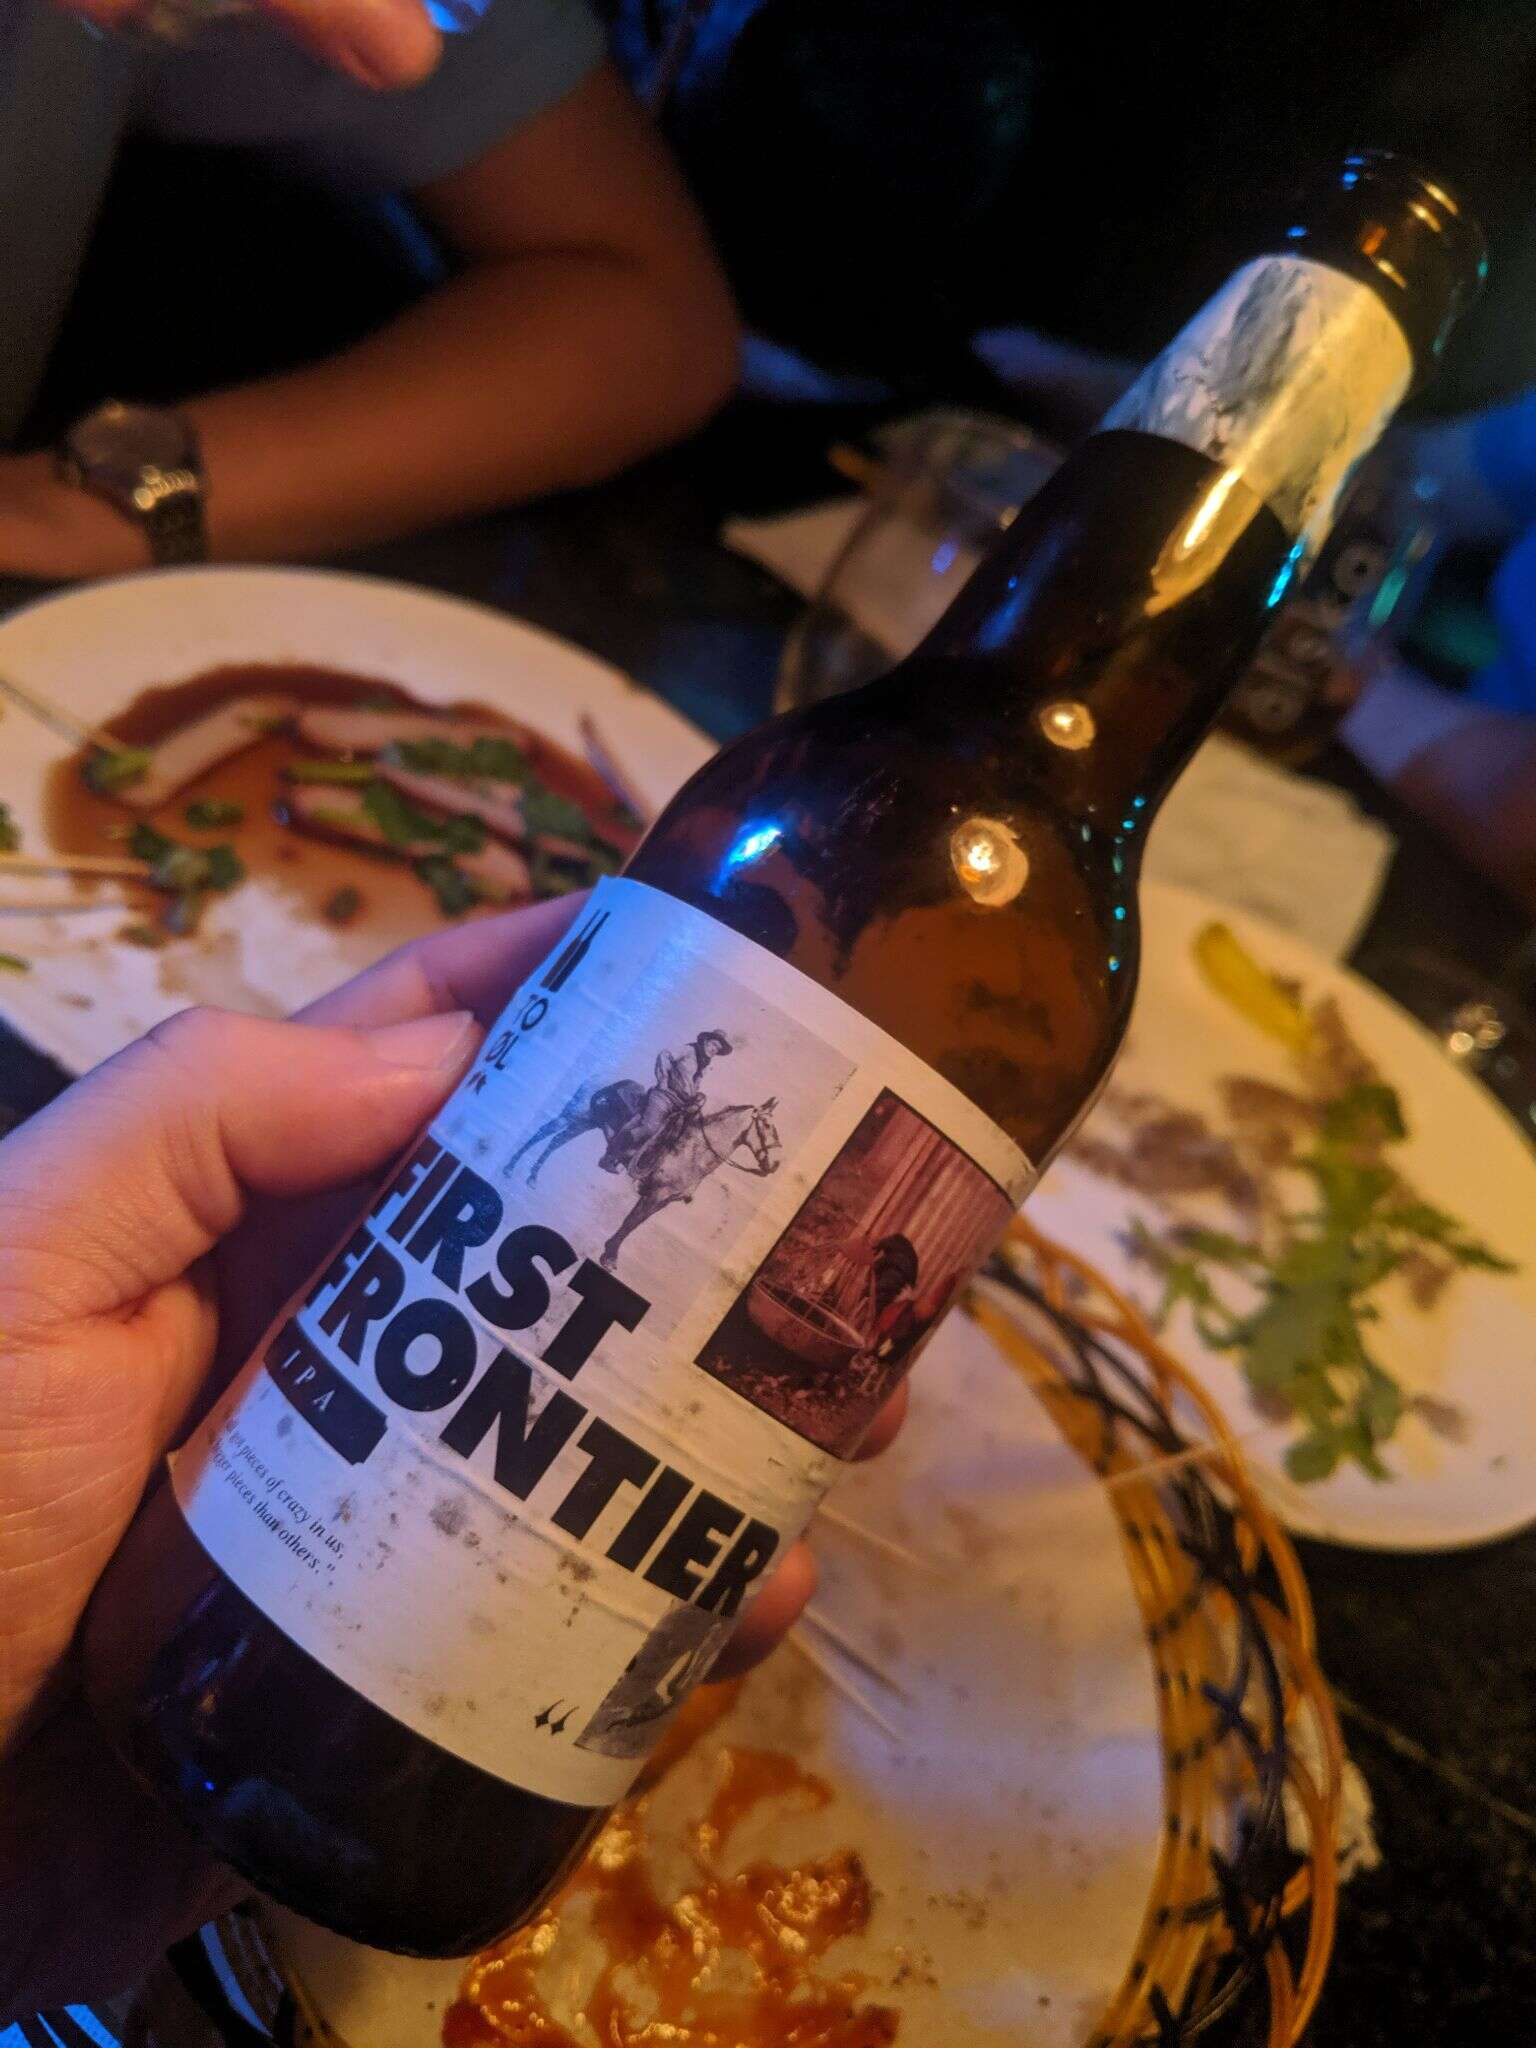 TO
ØL
FIRST
FRONTIER
IPA
pieces of crazy in us,
pieces than others."